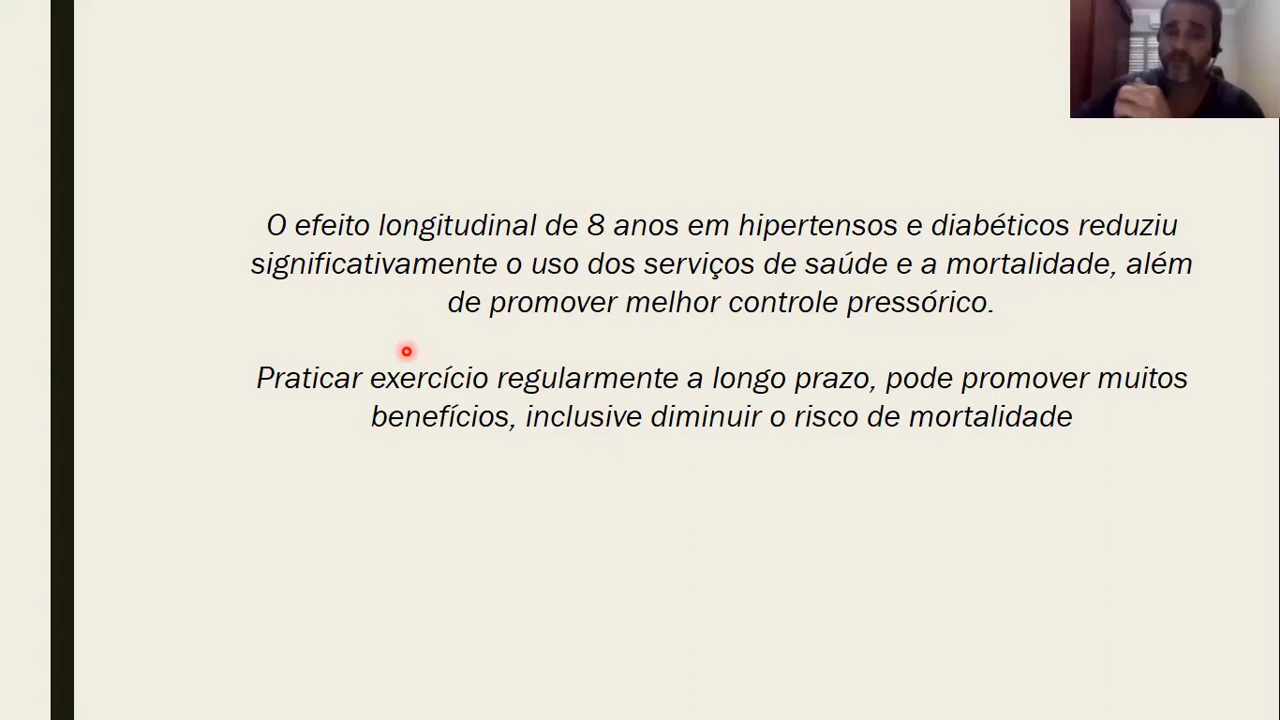 O efeito longitudinal de 8 anos em hipertensos e diabéticos reduziu
significativamente o uso dos serviços de saúde e a mortalidade, além
de promover melhor controle pressórico.
Praticar exercício regularmente a longo prazo, pode promover muitos
benefícios, inclusive diminuir o risco de mortalidade